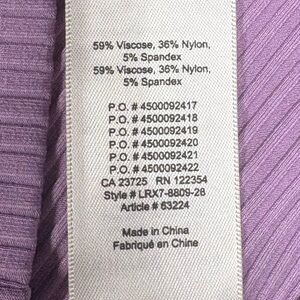 59% Viscose, 36% Nylon,
5% Spandex
59% Viscose, 36% Nylon,
5% Spandex
P.O. # 4500092417
P.O. # 4500092418
P.O. # 4500092419
P.O. # 4500092420
P.O. # 4500092421
P.O. # 4500092422
CA 23725 RN 122354
Style # LRX7-8809-28
Article # 63224
Made in China
Fabriqué en Chine